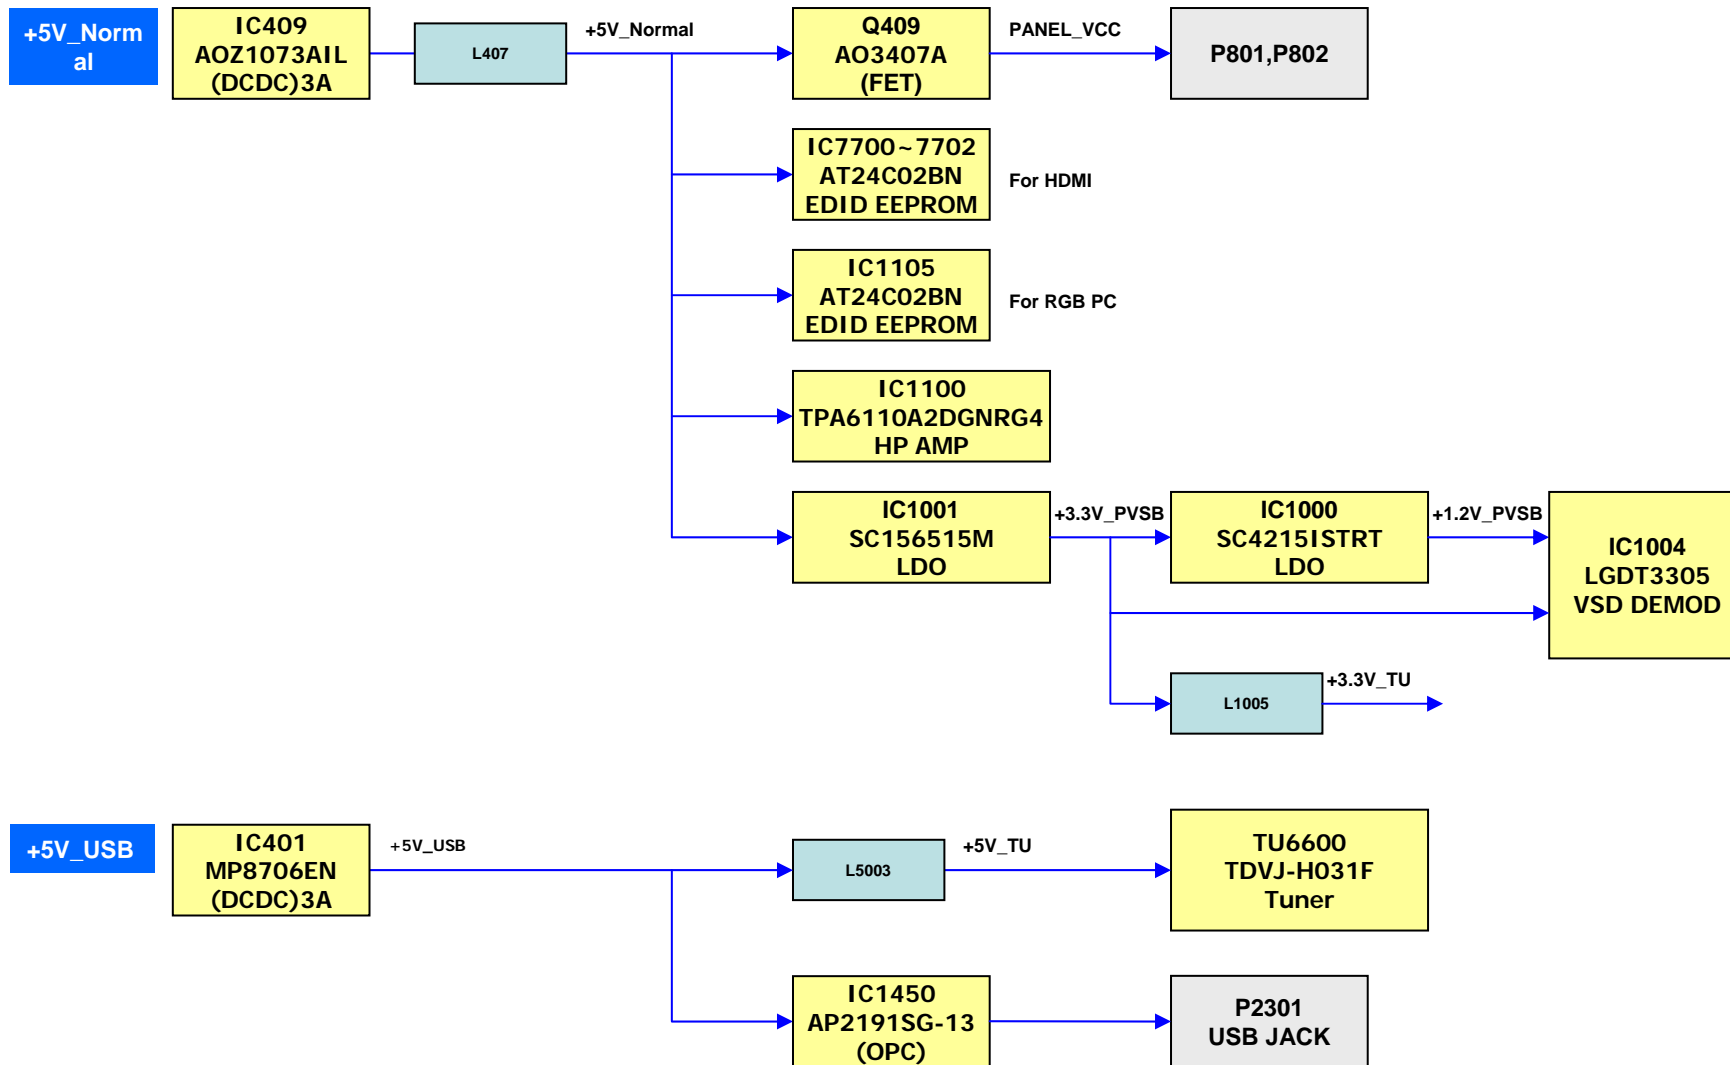 +5V_Norm
al
IC409
AOZ1073AIL
(DCDC)3A
L407
+5V_Normal
Q409
AO3407A
(FET)
PANEL_VCC
P801,P802
IC7700~7702
AT24C02BN
EDID EEPROM
For HDMI
IC1105
AT24C02BN
EDID EEPROM
For RGB PC
IC1100
TPA6110A2DGNRG4
HP AMP
IC1001
SC156515M
LDO
+3.3V_PVSB
IC1000
SC4215ISTRT
LDO
+1.2V_PVSB
IC1004
LGDT3305
VSD DEMOD
L1005
+3.3V_TU
+5V_USB
IC401
MP8706EN
(DCDC)3A
+5V_USB
L5003
+5V_TU
TU6600
TDVJ-H031F
Tuner
IC1450
AP2191SG-13
(OPC)
P2301
USB JACK